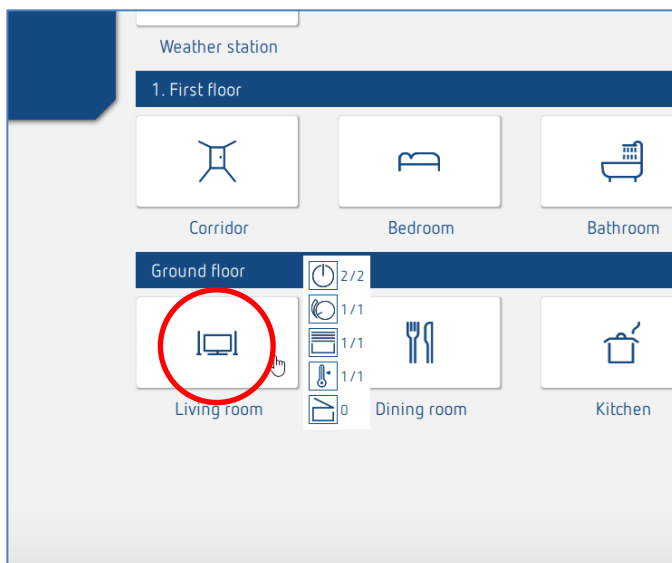 Weather station
1. First floor
Corridor Bedroom Bathroom
Ground floor
2/2
1/1
1/1
1/1
0
Living room Dining room Kitchen